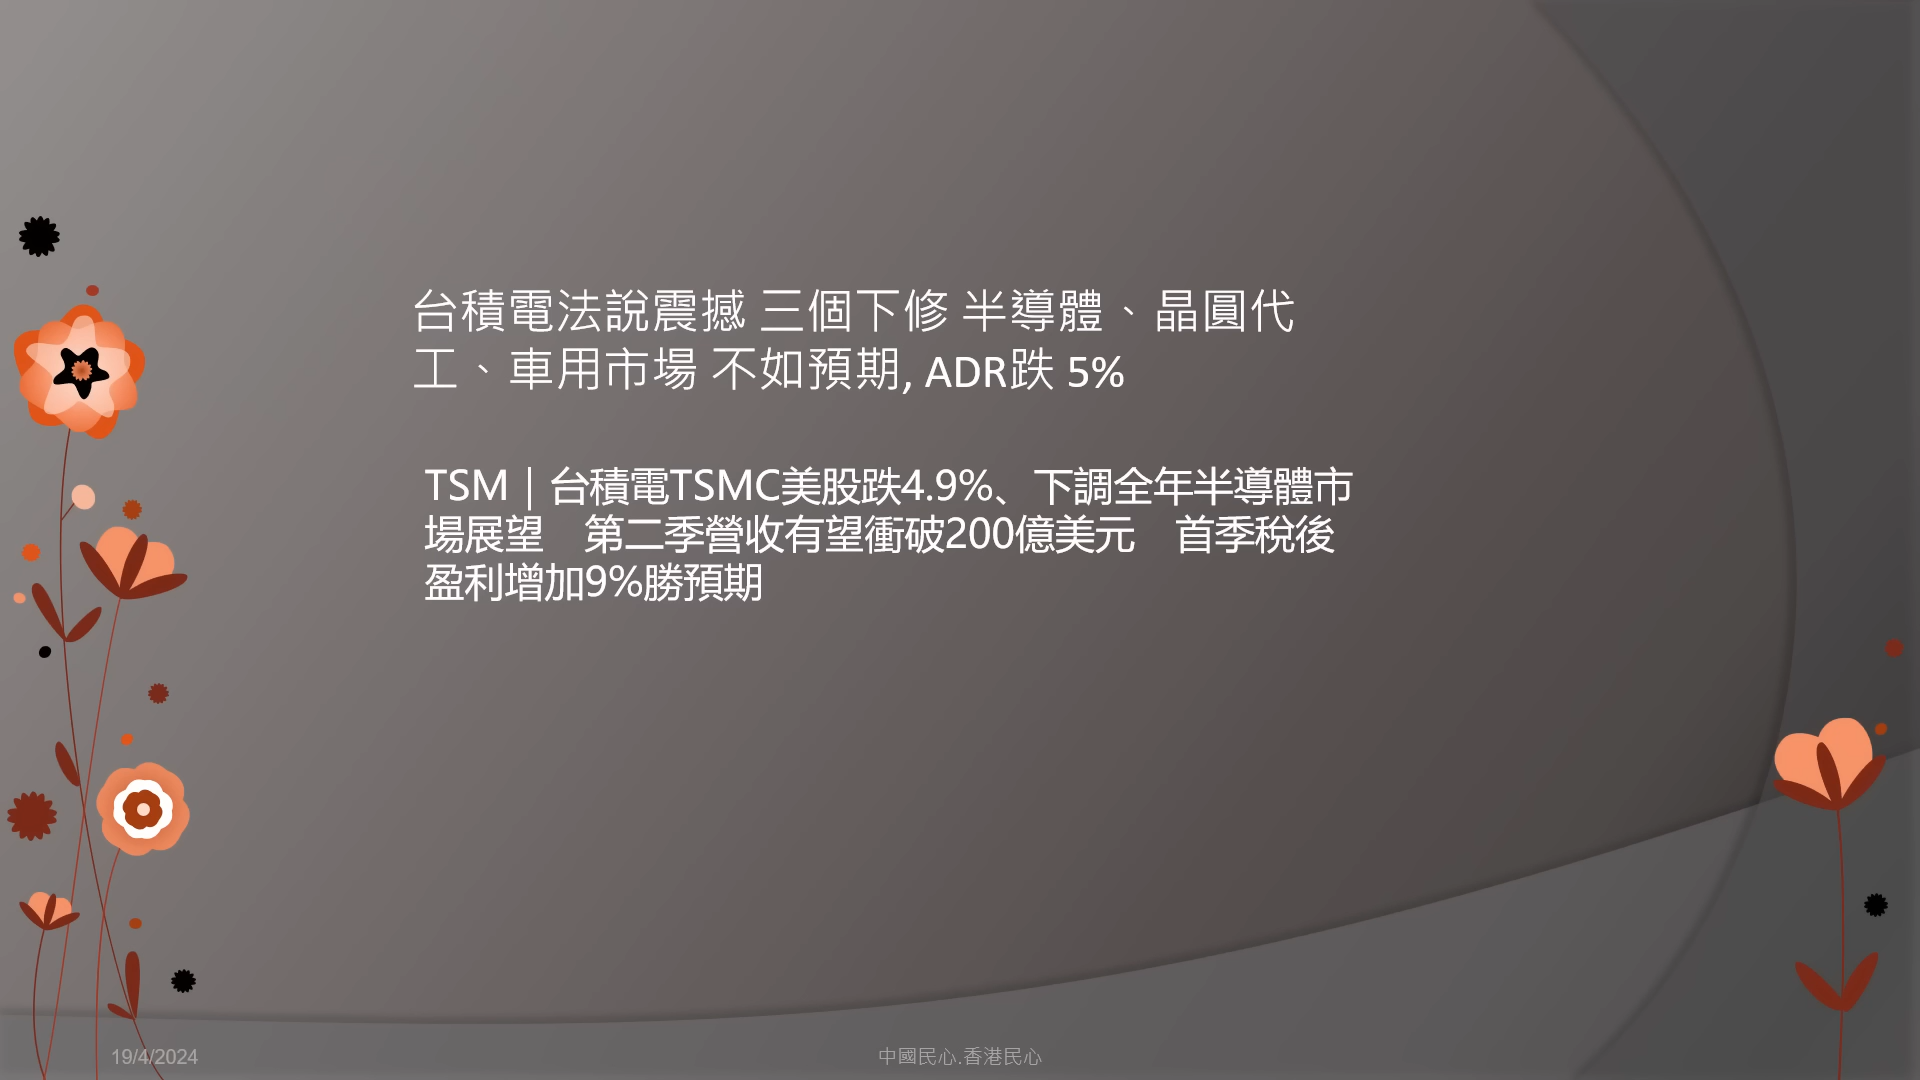 台積電法說震撼 三個下修 半導體、晶圓代
工、車用市場 不如預期, ADR跌 5%
TSM｜台積電TSMC美股跌4.9%、下調全年半導體市
場展望　第二季營收有望衝破200億美元　首季稅後
盈利增加9%勝預期
19/4/2024
中國民心.香港民心